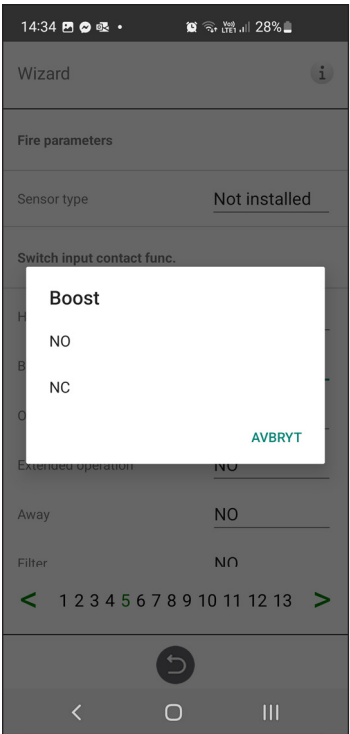 14:34 LTE1 28%
Wizard i
Fire parameters
Sensor type Not installed
Switch input contact func.
Boost
H
NO
B
NC
O
AVBRYT
Extended operation NO
Away NO
Filter NO
< 1 2 3 4 5 6 7 8 9 10 11 12 13 >